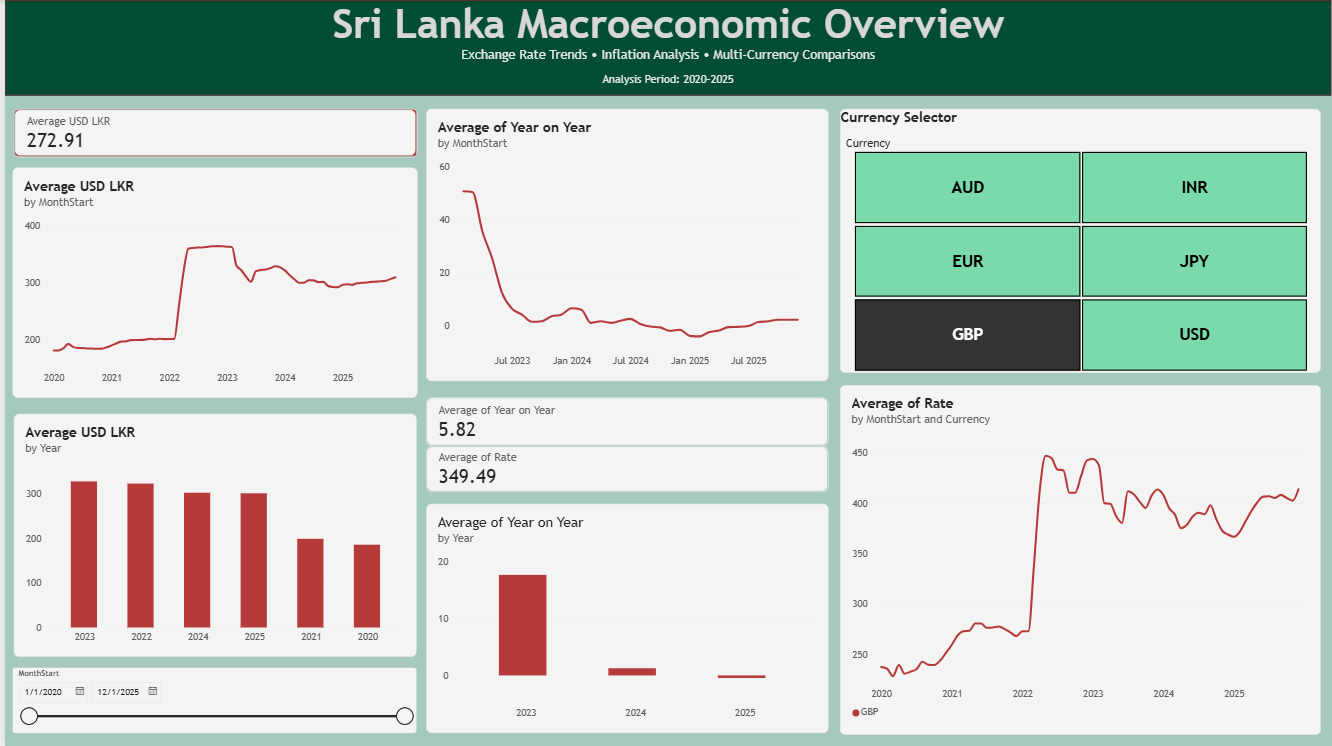 Sri Lanka Macroeconomic Overview
Exchange Rate Trends • Inflation Analysis • Multi-Currency Comparisons
Analysis Period: 2020-2025
Average USD LKR
272.91
Average USD LKR
by MonthStart
400
300
200
2020 2021 2022 2023 2024 2025
Average USD LKR
by Year
300
200
100
0
2023 2022 2024 2025 2021 2020
MonthStart
1/1/2020 12/1/2025
Average of Year on Year
by MonthStart
60
40
20
0
Jul 2023 Jan 2024 Jul 2024 Jan 2025 Jul 2025
Average of Year on Year
5.82
Average of Rate
349.49
Average of Year on Year
by Year
20
10
0
2023 2024 2025
Currency Selector
Currency
AUD INR
EUR JPY
GBP USD
Average of Rate
by MonthStart and Currency
450
400
350
300
250
2020 2021 2022 2023 2024 2025
GBP